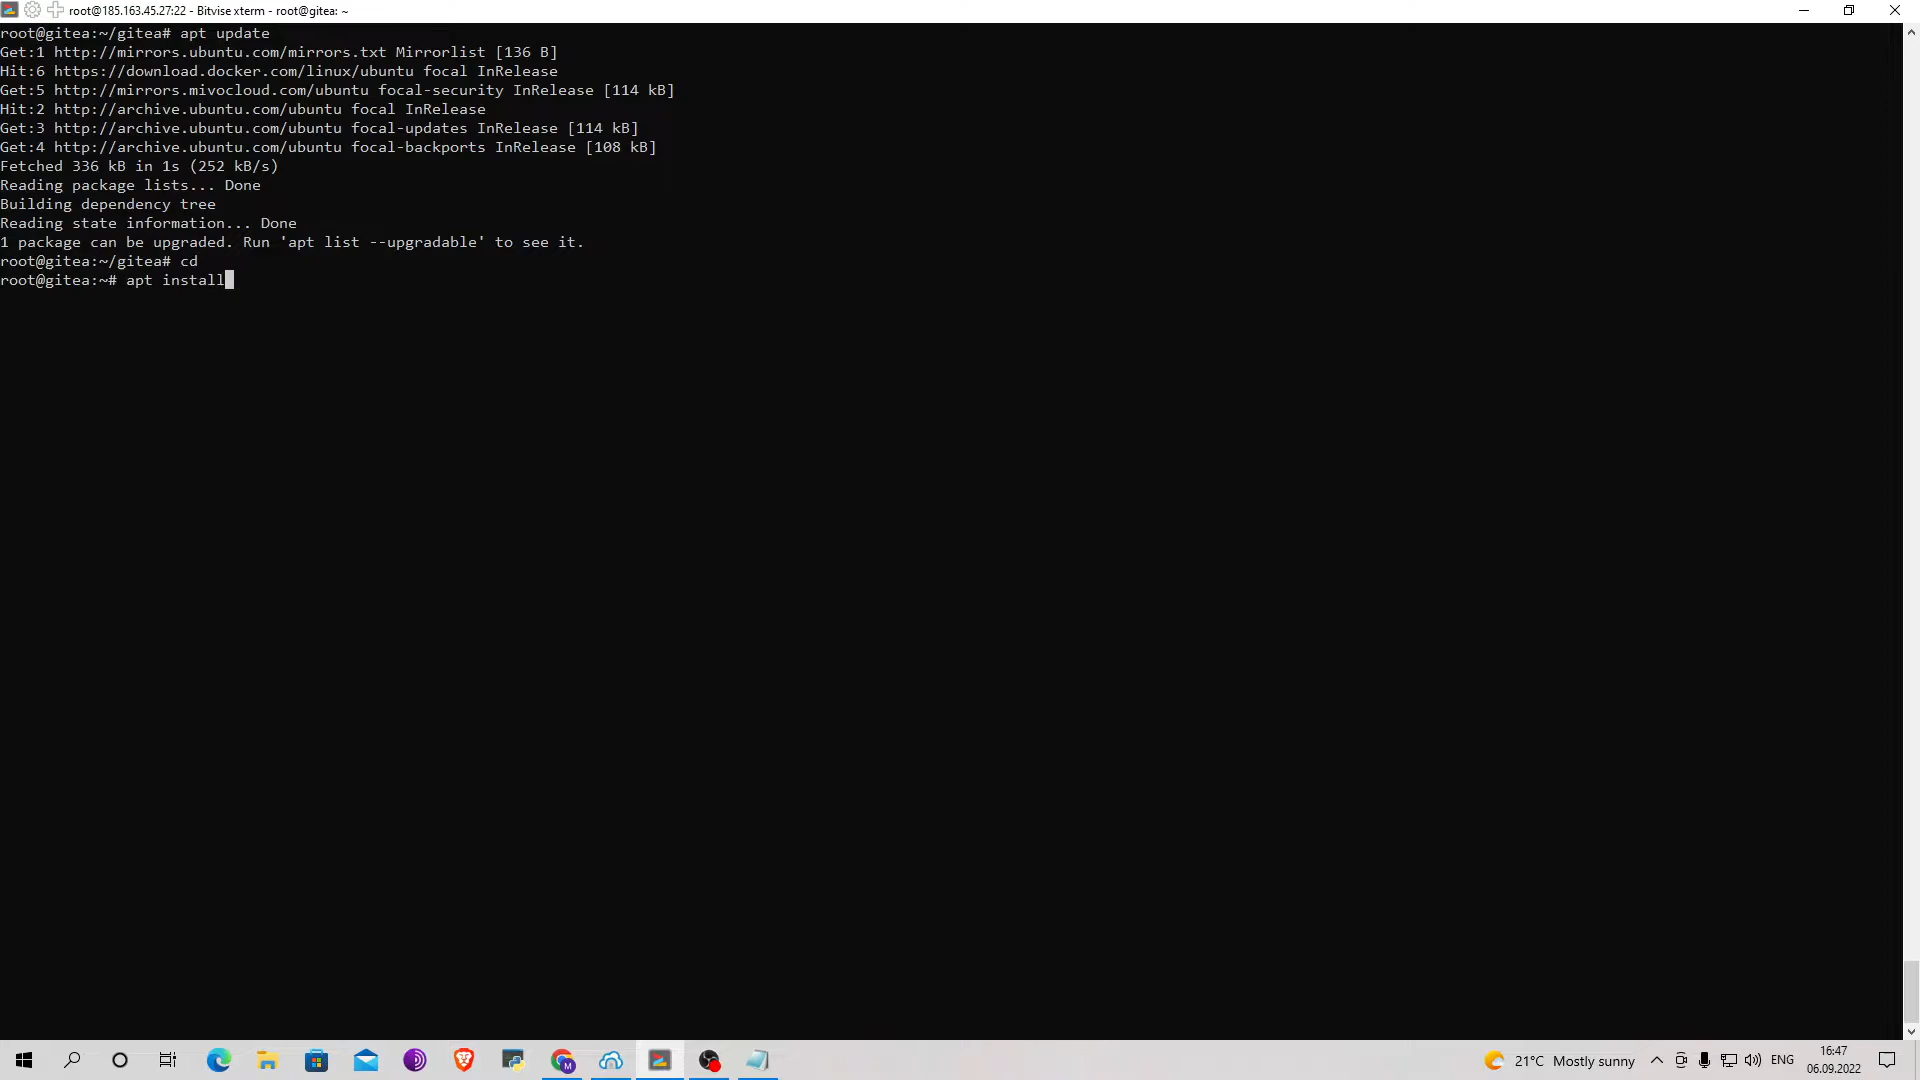 root@185.163.45.27:22 - Bitvise xterm - root@gitea: ~
root@gitea:~/gitea# apt update
Get:1 http://mirrors.ubuntu.com/mirrors.txt Mirrorlist [136 B]
Hit:6 https://download.docker.com/linux/ubuntu focal InRelease
Get:5 http://mirrors.mivocloud.com/ubuntu focal-security InRelease [114 kB]
Hit:2 http://archive.ubuntu.com/ubuntu focal InRelease
Get:3 http://archive.ubuntu.com/ubuntu focal-updates InRelease [114 kB]
Get:4 http://archive.ubuntu.com/ubuntu focal-backports InRelease [108 kB]
Fetched 336 kB in 1s (252 kB/s)
Reading package lists... Done
Building dependency tree
Reading state information... Done
1 package can be upgraded. Run 'apt list --upgradable' to see it.
root@gitea:~/gitea# cd
root@gitea:~# apt install
M
21°C Mostly sunny
ENG
16:47
06.09.2022